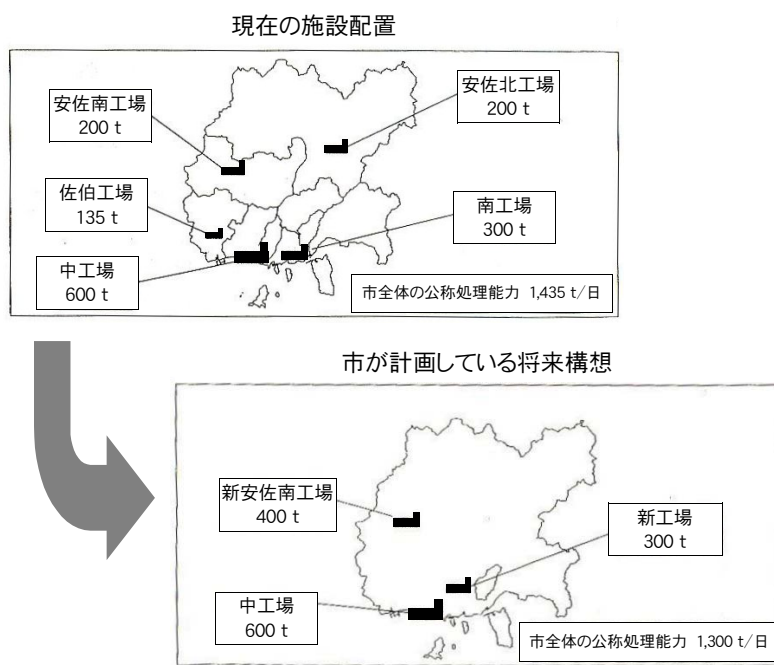 現在の施設配置
安佐南工場
200 t
安佐北工場
200 t
佐伯工場
135 t
南工場
300 t
中工場
600 t
市全体の公称処理能力 1,435 t/日
市が計画している将来構想
新安佐南工場
400 t
新工場
300 t
中工場
600 t
市全体の公称処理能力 1,300 t/日